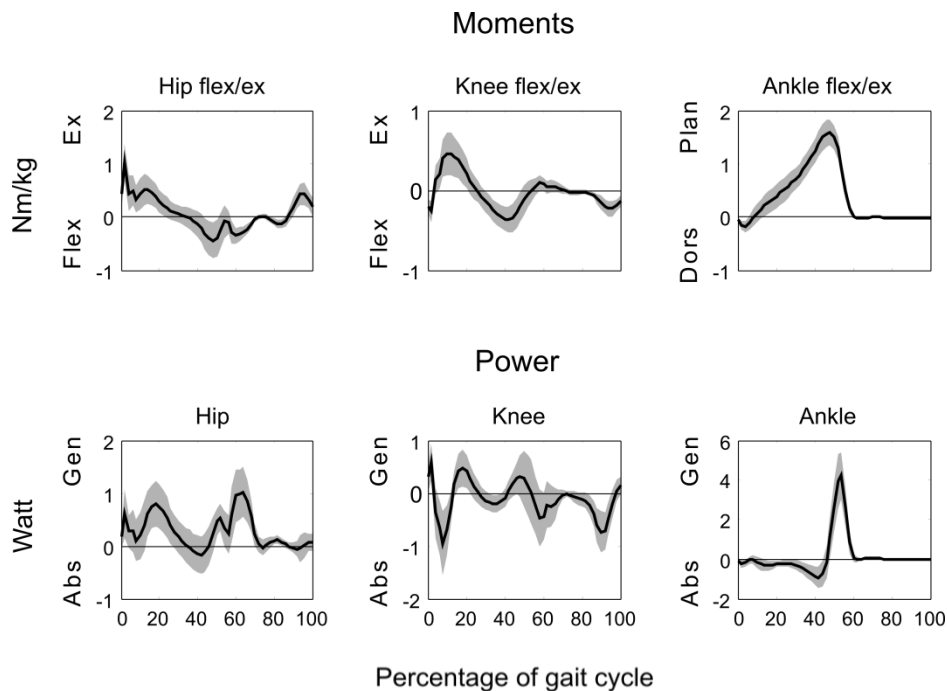 Moments
Hip flex/ex
Knee flex/ex
Ankle flex/ex
Nm/kg
Flex Ex
2
1
0
-1
Flex Ex
1
0
1
Dors Plan
2
1
0
-1
Power
Hip
Knee
Ankle
Watt
Abs Gen
2
1
0
-1
0 20 40 60 80 100
Abs Gen
1
0
-1
-2
0 20 40 60 80 100
Abs Gen
6
4
2
0
-2
0 20 40 60 80 100
Percentage of gait cycle